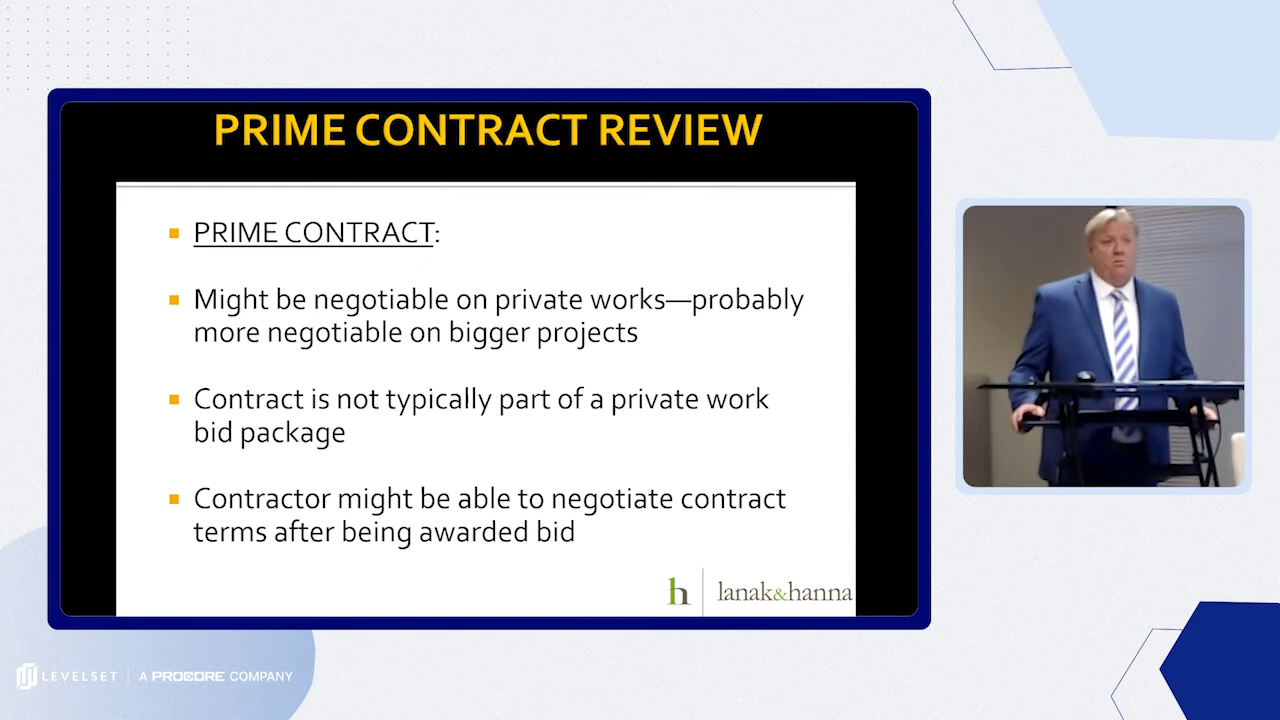 PRIME CONTRACT REVIEW
PRIME CONTRACT:
Might be negotiable on private works—probably
more negotiable on bigger projects
Contract is not typically part of a private work
bid package
Contractor might be able to negotiate contract
terms after being awarded bid
h lanak&hanna
LEVELSET | A PROCORE COMPANY